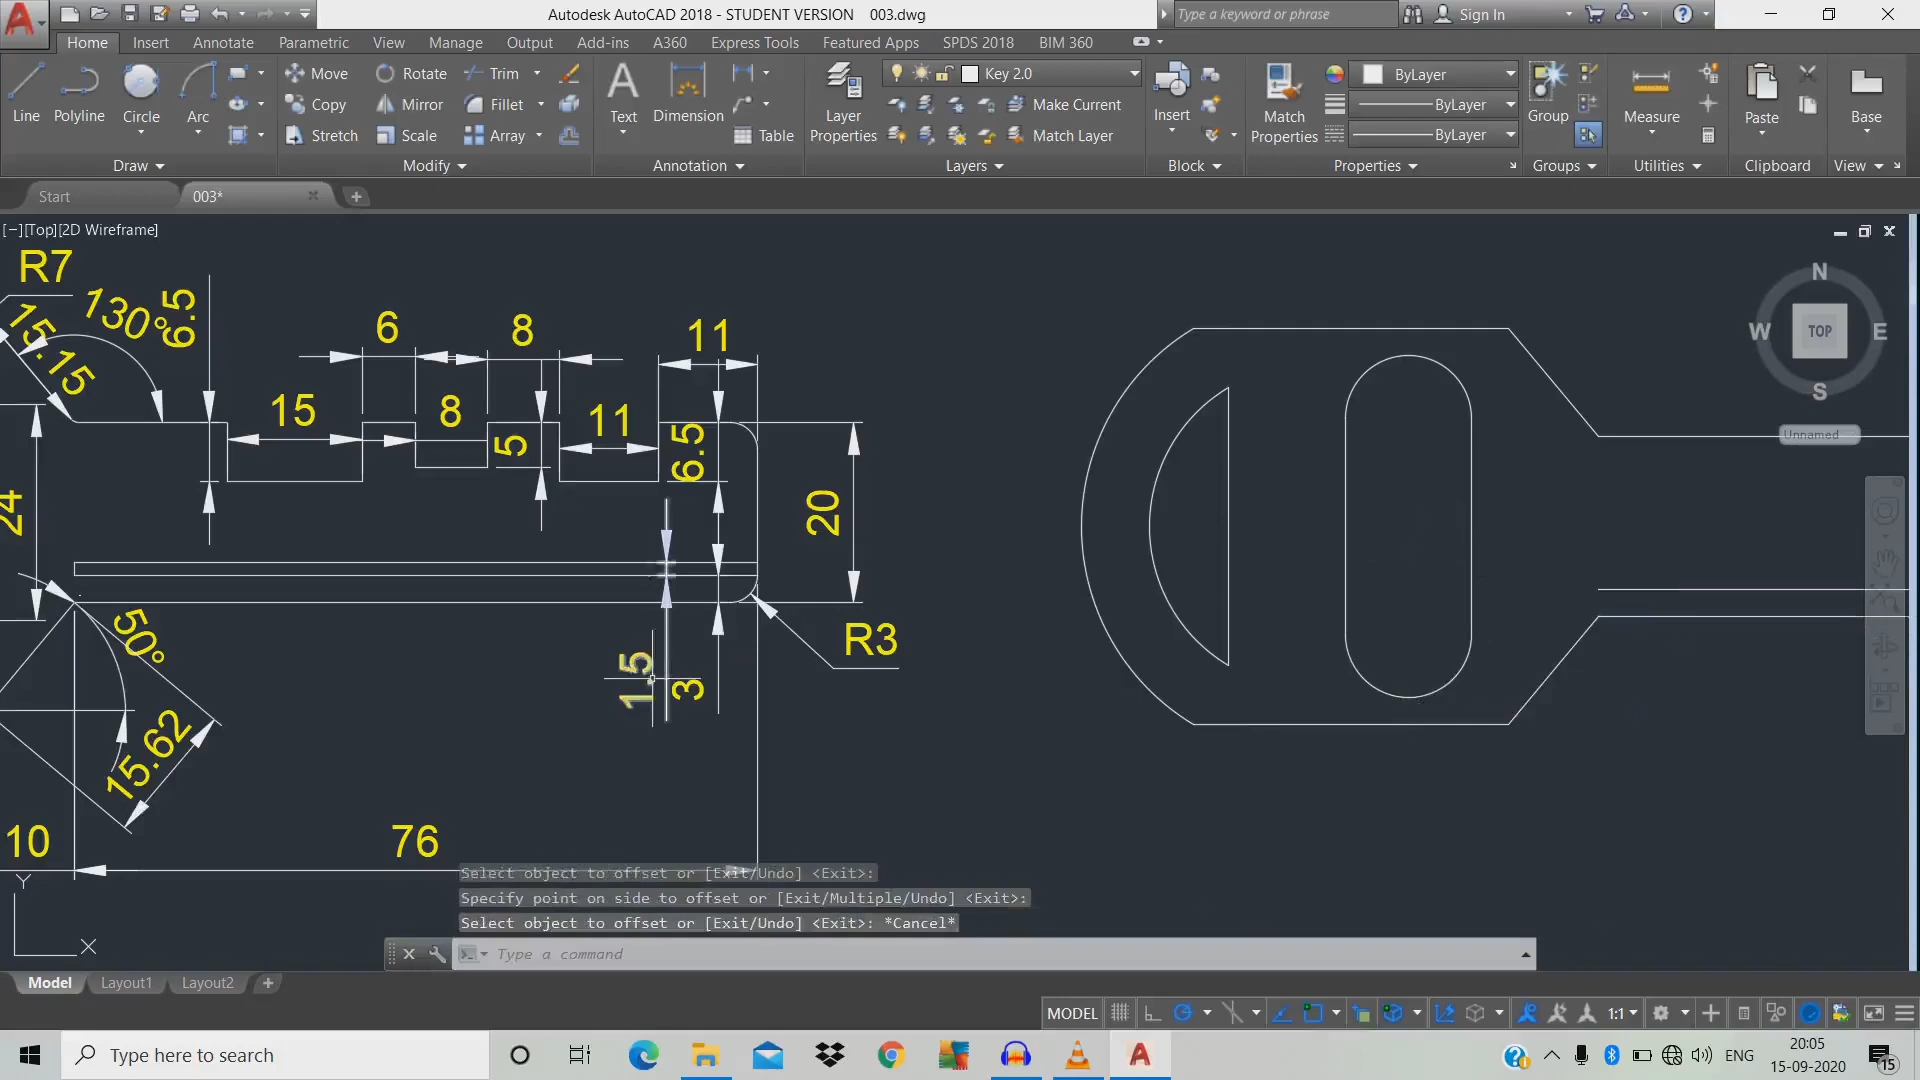 Autodesk AutoCAD 2018 - STUDENT VERSION 003.dwg
Type a keyword or phrase
Sign In
Home Insert Annotate Parametric View Manage Output Add-ins A360 Express Tools Featured Apps SPDS 2018 BIM 360
Line Polyline Circle Arc
Move Rotate Trim
Copy Mirror Fillet
Stretch Scale Array
Text Dimension Table
Layer Properties
Key 2.0
Make Current
Match Layer
Insert
Match Properties
ByLayer
ByLayer
ByLayer
Group
Measure
Paste
Base
Draw Modify Annotation Layers Block Properties Groups Utilities Clipboard View
Start 003*
[−][Top][2D Wireframe]
R7
15.15
130°
6.5
6
8
11
15
8
5
11
6.5
20
24
50°
15.62
1.5
3
R3
10
76
Y
X
N
W TOP E
S
Unnamed
Select object to offset or [Exit/Undo] <Exit>:
Specify point on side to offset or [Exit/Multiple/Undo] <Exit>:
Select object to offset or [Exit/Undo] <Exit>: *Cancel*
Type a command
Model Layout1 Layout2
MODEL 1:1
Type here to search
ENG
20:05
15-09-2020
15